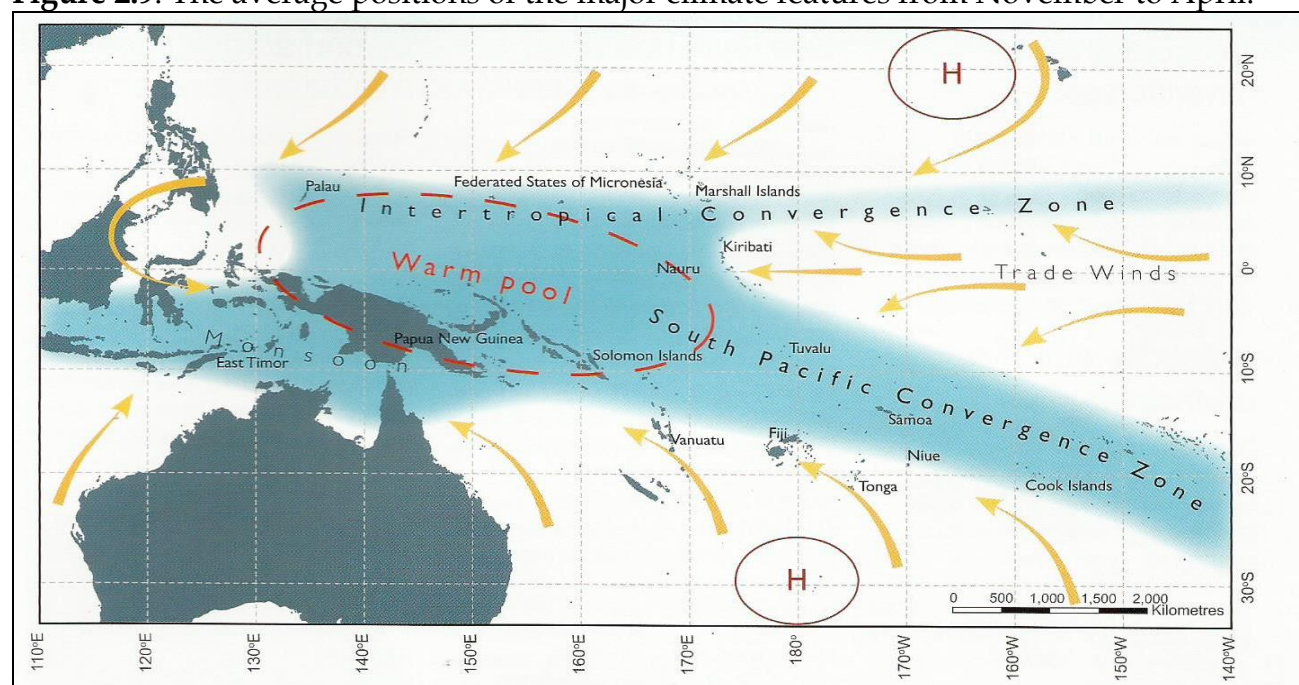 Figure 2.9: The average positions of the major climate features from November to April.
H
20°N
10°N
Palau
Federated States of Micronesia
Marshall Islands
Intertropical Convergence Zone
Kiribati
Warm pool
Nauru
0°
Trade Winds
South Pacific Convergence Zone
Monsoon
Papua New Guinea
East Timor
Solomon Islands
Tuvalu
10°S
Sāmoa
Vanuatu
Fiji
Niue
Tonga
Cook Islands
20°S
H
30°S
0 500 1,000 1,500 2,000
Kilometres
110°E 120°E 130°E 140°E 150°E 160°E 170°E 180° 170°W 160°W 150°W 140°W